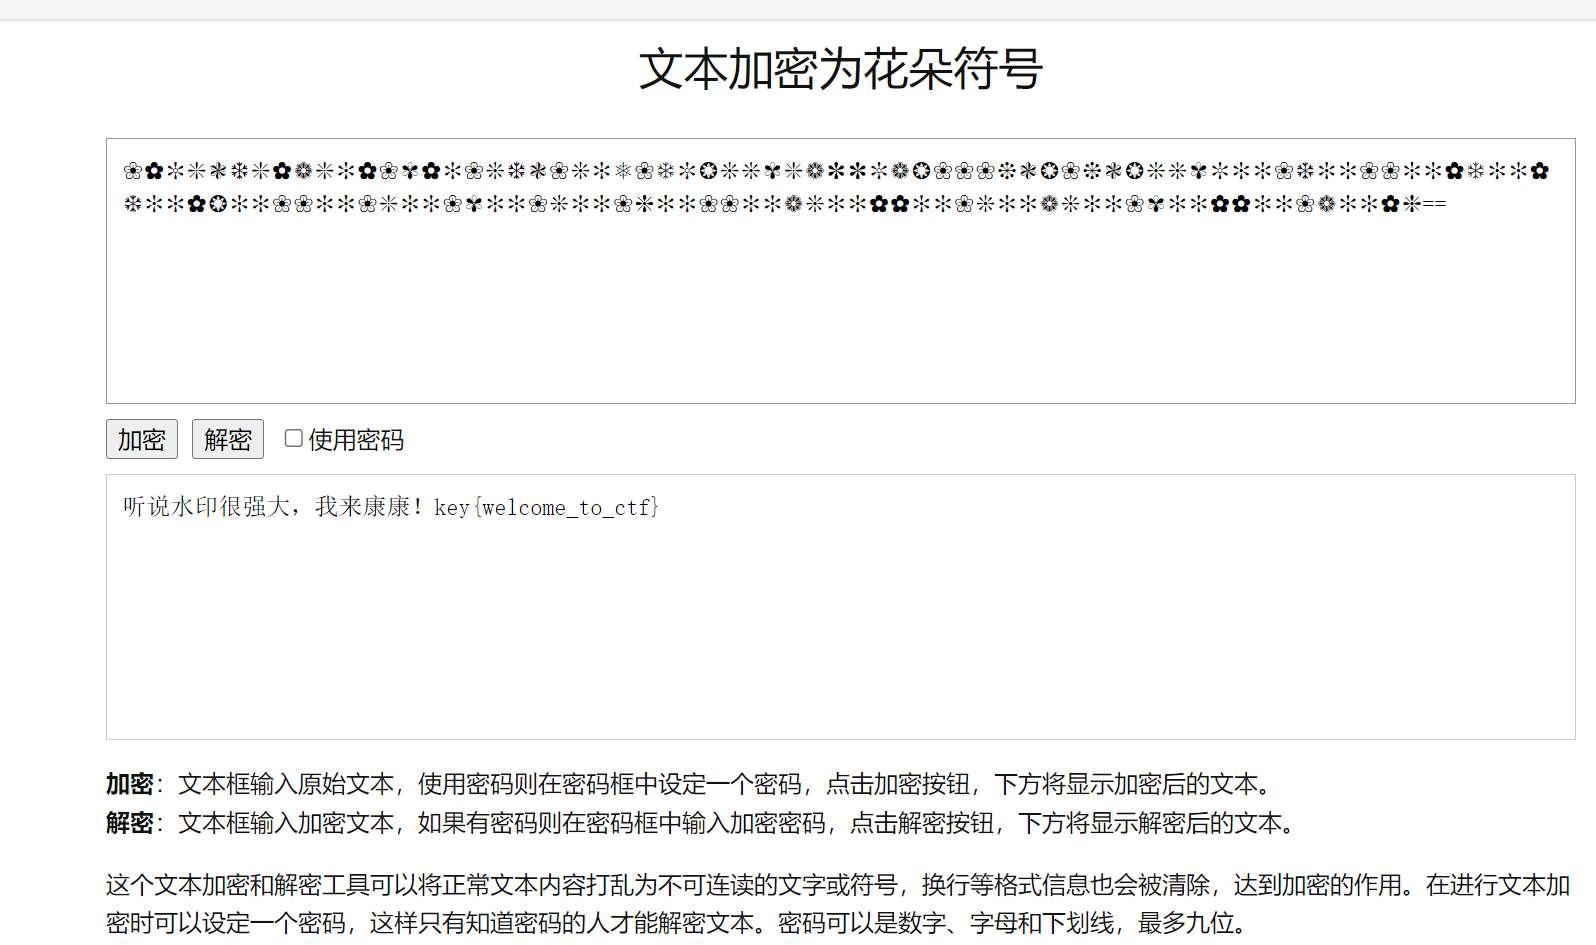 文本加密为花朵符号
加密 解密 使用密码
听说水印很强大，我来康康！key{welcome_to_ctf}
加密：文本框输入原始文本，使用密码则在密码框中设定一个密码，点击加密按钮，下方将显示加密后的文本。
解密：文本框输入加密文本，如果有密码则在密码框中输入加密密码，点击解密按钮，下方将显示解密后的文本。
这个文本加密和解密工具可以将正常文本内容打乱为不可连读的文字或符号，换行等格式信息也会被清除，达到加密的作用。在进行文本加
密时可以设定一个密码，这样只有知道密码的人才能解密文本。密码可以是数字、字母和下划线，最多九位。